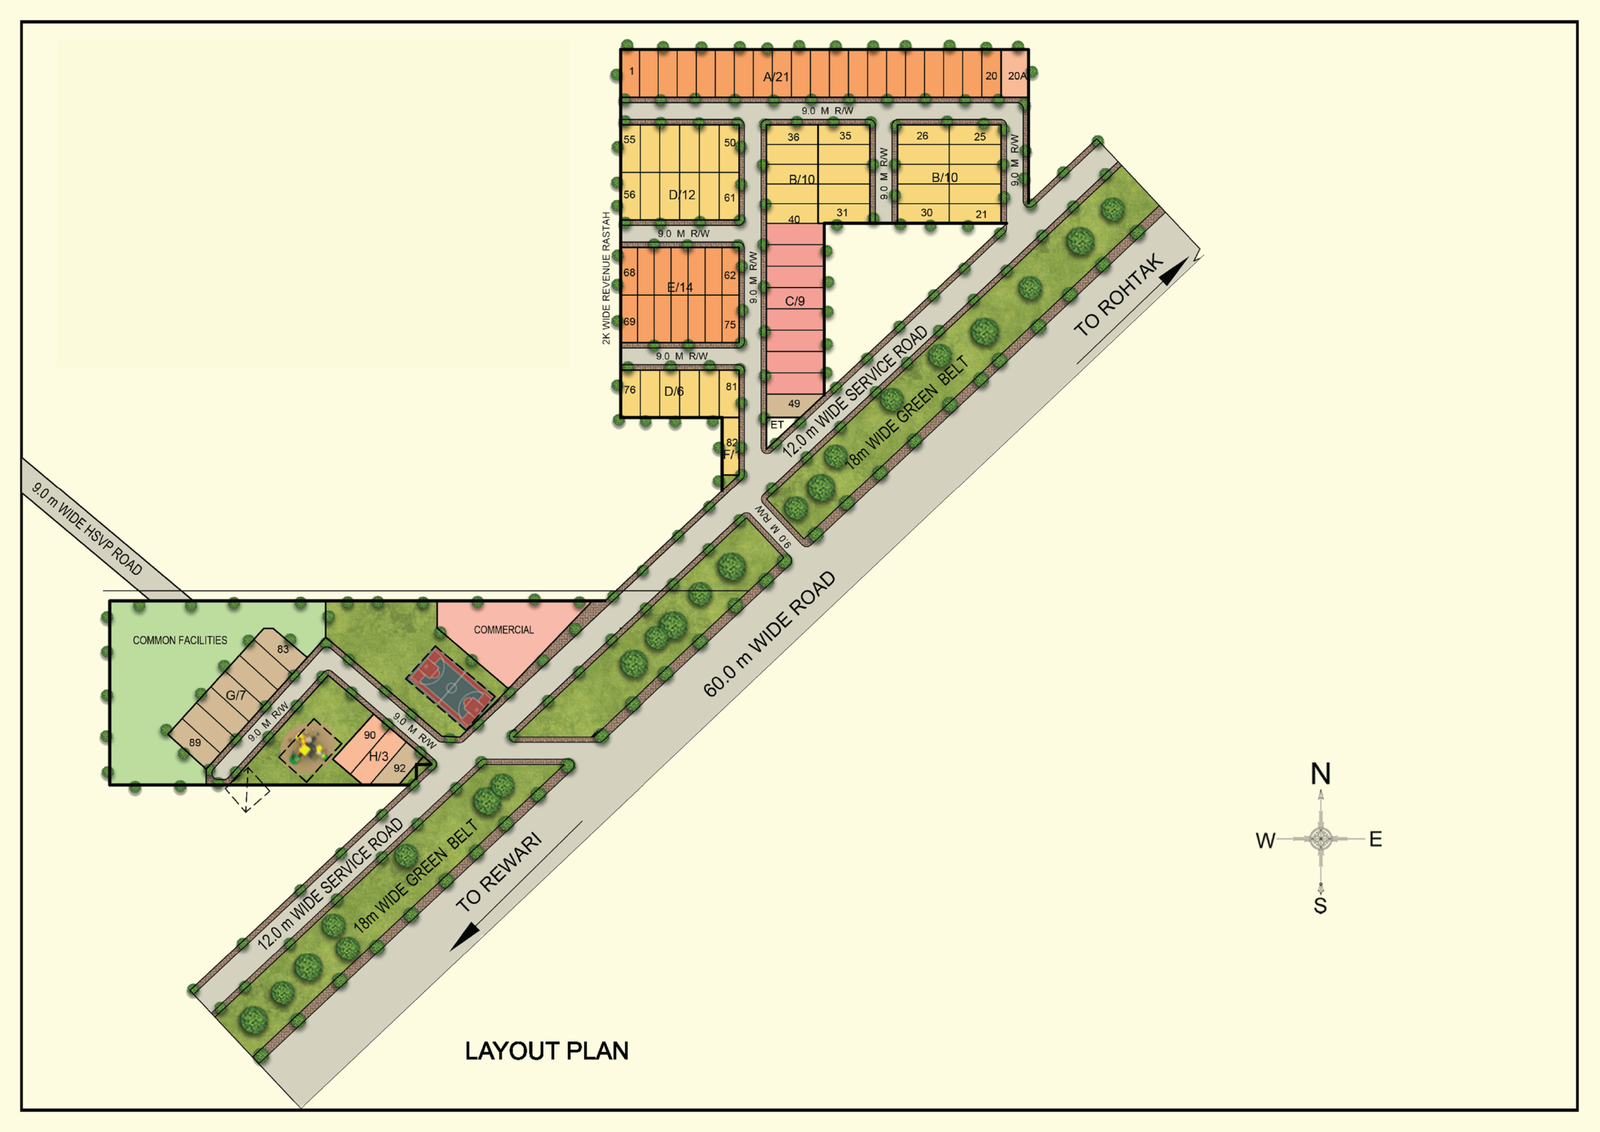 1
A/21
20
20A
9.0 M R/W
55
50
D/12
56
61
36
35
B/10
40
31
9.0 M R/W
26
25
B/10
30
21
9.0 M R/W
2K WIDE REVENUE RASTAH
9.0 M R/W
68
62
E/14
69
75
9.0 M R/W
C/9
49
ET
9.0 M R/W
76
D/6
81
82
F/1
12.0 m WIDE SERVICE ROAD
18m WIDE GREEN BELT
TO ROHTAK
9.0 M R/W
60.0 m WIDE ROAD
9.0 m WIDE HSVP ROAD
COMMON FACILITIES
COMMERCIAL
83
G/7
89
9.0 M R/W
9.0 M R/W
90
H/3
92
12.0 m WIDE SERVICE ROAD
18m WIDE GREEN BELT
TO REWARI
N
W
E
S
LAYOUT PLAN